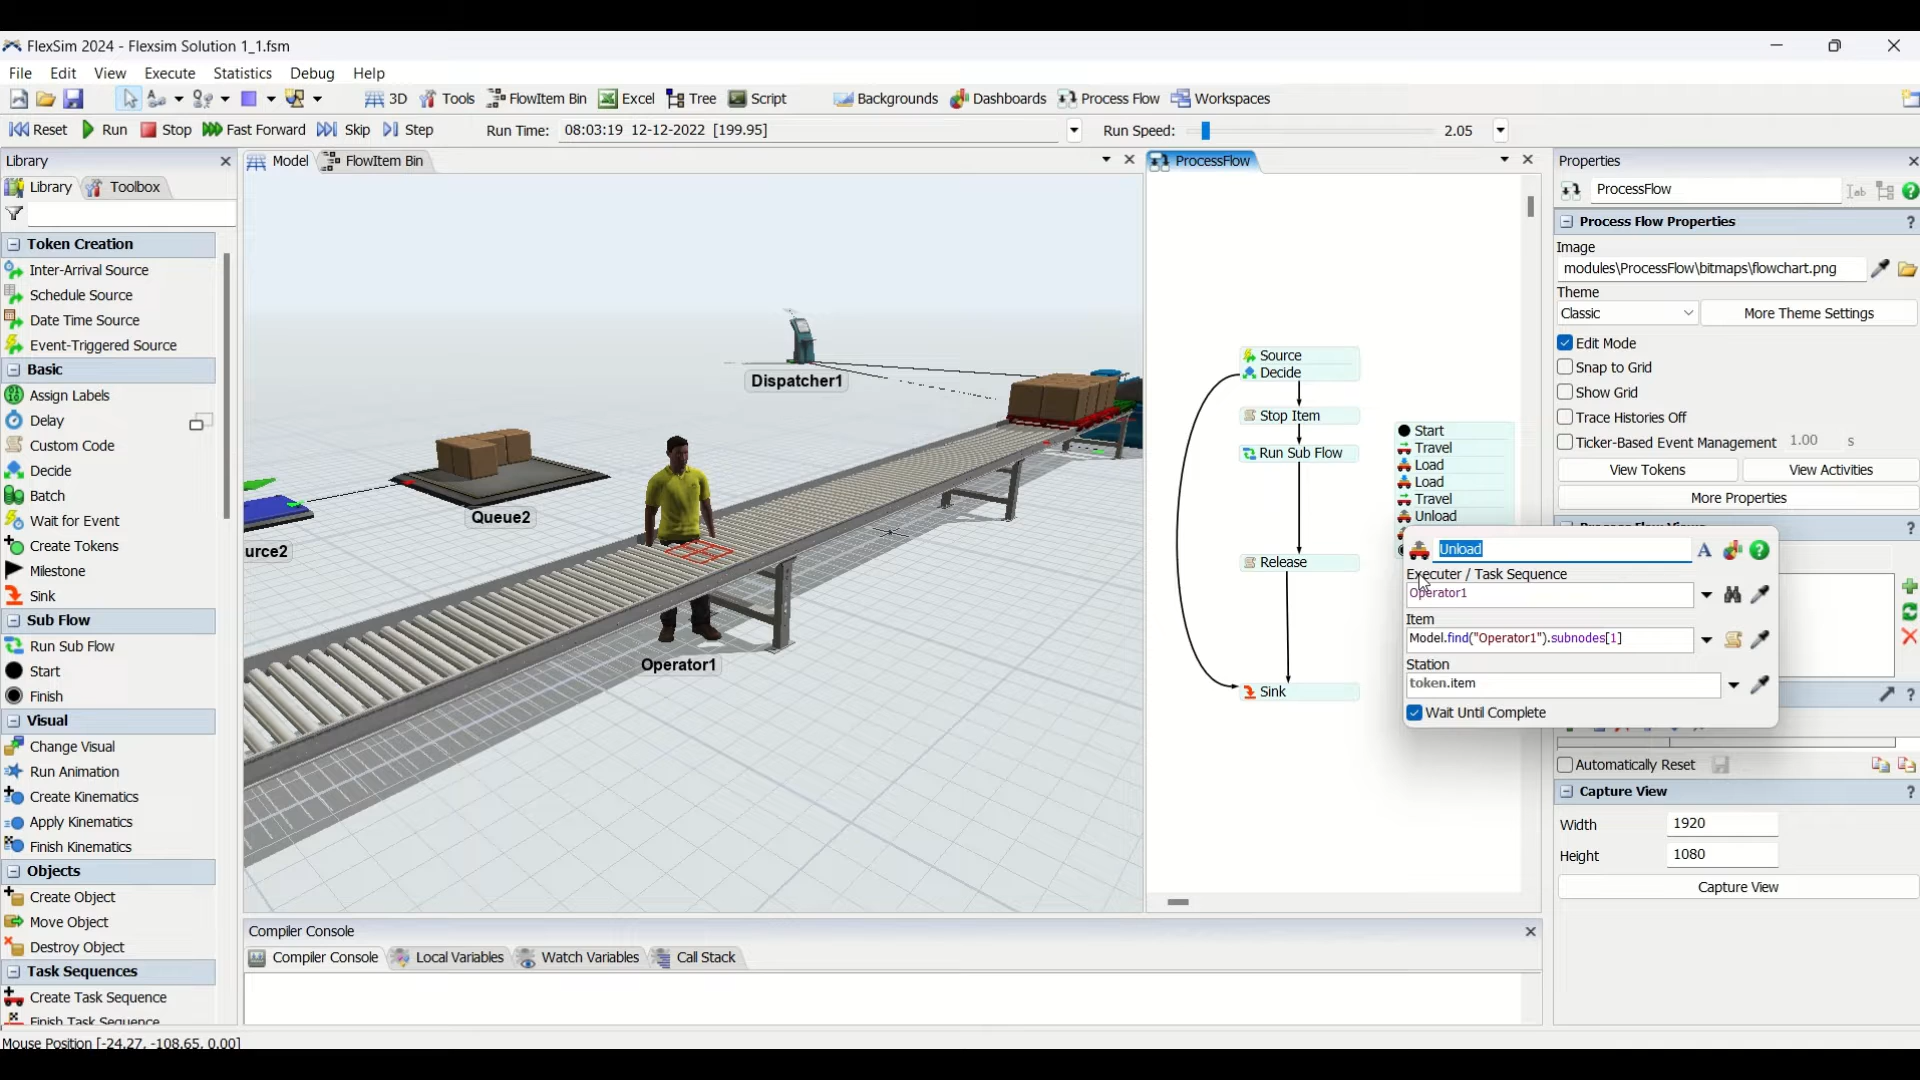 FlexSim 2024 - Flexsim Solution 1_1.fsm
File Edit View Execute Statistics Debug Help
3D Tools FlowItem Bin Excel Tree Script Backgrounds Dashboards Process Flow Workspaces
Reset Run Stop Fast Forward Skip Step Run Time: 08:03:19 12-12-2022 [199.95] Run Speed: 2.05
Library
Library Toolbox
Token Creation
Inter-Arrival Source
Schedule Source
Date Time Source
Event-Triggered Source
Basic
Assign Labels
Delay
Custom Code
Decide
Batch
Wait for Event
Create Tokens
Milestone
Sink
Sub Flow
Run Sub Flow
Start
Finish
Visual
Change Visual
Run Animation
Create Kinematics
Apply Kinematics
Finish Kinematics
Objects
Create Object
Move Object
Destroy Object
Task Sequences
Create Task Sequence
Finish Task Sequence
Mouse Position [-24.27, -108.65, 0.00]
Model FlowItem Bin
Dispatcher1
Queue2
urce2
Operator1
ProcessFlow
Source
Decide
Stop Item
Run Sub Flow
Release
Sink
Start
Travel
Load
Load
Travel
Unload
Unload
Executer / Task Sequence
Operator1
Item
Model.find("Operator1").subnodes[1]
Station
token.item
Wait Until Complete
Properties
ProcessFlow
Process Flow Properties
Image
modules\ProcessFlow\bitmaps\flowchart.png
Theme
Classic More Theme Settings
Edit Mode
Snap to Grid
Show Grid
Trace Histories Off
Ticker-Based Event Management 1.00 s
View Tokens View Activities
More Properties
Automatically Reset
Capture View
Width 1920
Height 1080
Capture View
Compiler Console
Compiler Console Local Variables Watch Variables Call Stack